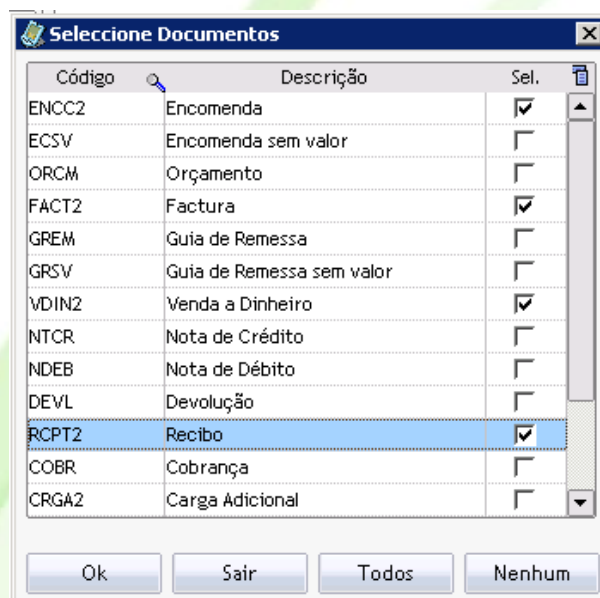 Seleccione Documentos
Código Descrição Sel.
ENCC2 Encomenda
ECSV Encomenda sem valor
ORCM Orçamento
FACT2 Factura
GREM Guia de Remessa
GRSV Guia de Remessa sem valor
VDIN2 Venda a Dinheiro
NTCR Nota de Crédito
NDEB Nota de Débito
DEVL Devolução
RCPT2 Recibo
COBR Cobrança
CRGA2 Carga Adicional
Ok Sair Todos Nenhum